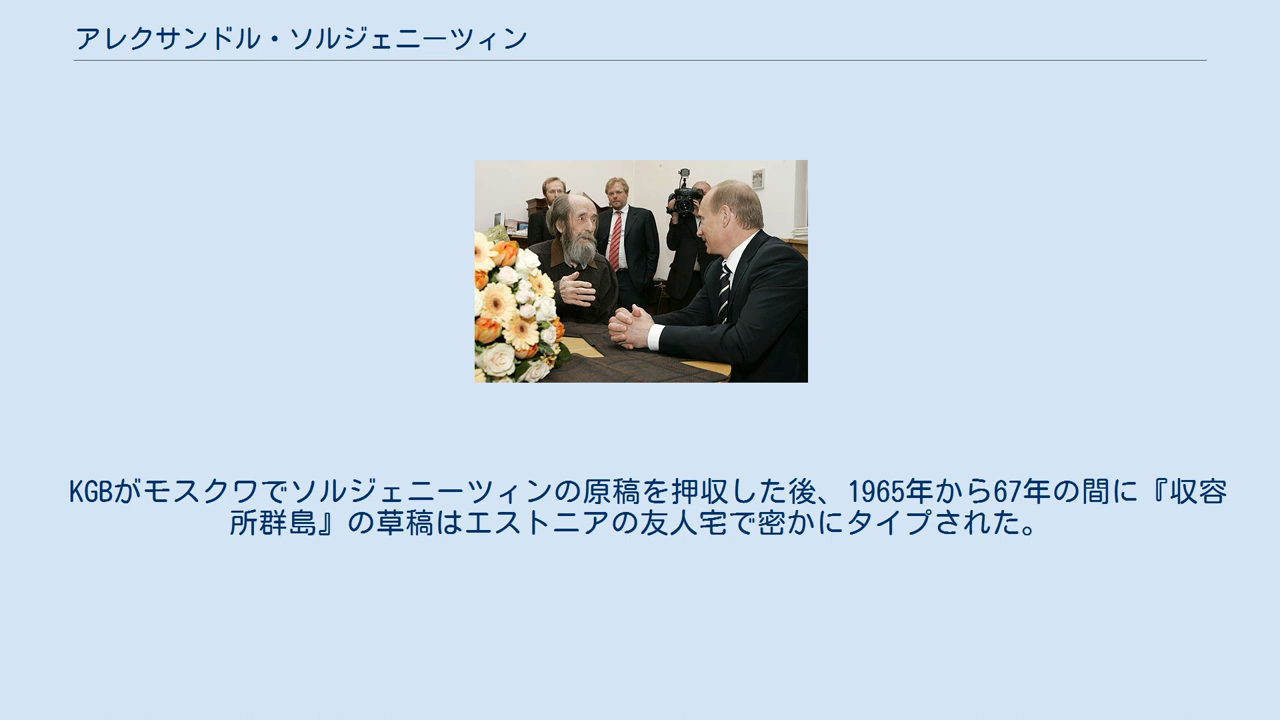 アレクサンドル・ソルジェニーツィン
KGBがモスクワでソルジェニーツィンの原稿を押収した後、1965年から67年の間に『収容
所群島』の草稿はエストニアの友人宅で密かにタイプされた。